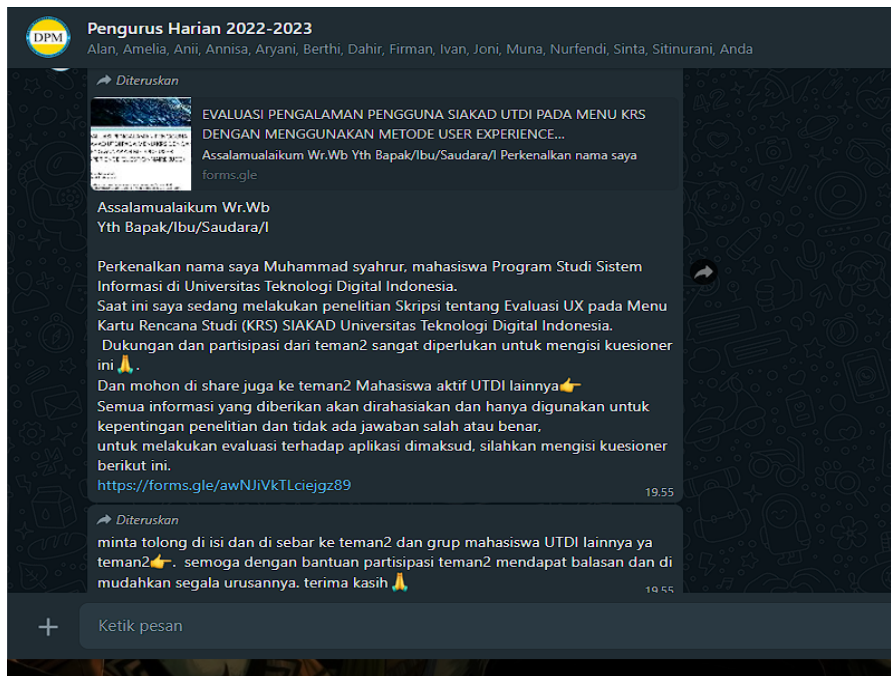 DPM
Pengurus Harian 2022-2023
Alan, Amelia, Anii, Annisa, Aryani, Berthi, Dahir, Firman, Ivan, Joni, Muna, Nurfendi, Sinta, Sitinurani, Anda
Diteruskan
EVALUASI PENGALAMAN PENGGUNA SIAKAD UTDI PADA MENU KRS
DENGAN MENGGUNAKAN METODE USER EXPERIENCE...
Assalamualaikum Wr.Wb Yth Bapak/Ibu/Saudara/I Perkenalkan nama saya
forms.gle
Assalamualaikum Wr.Wb
Yth Bapak/Ibu/Saudara/I
Perkenalkan nama saya Muhammad syahrur, mahasiswa Program Studi Sistem
Informasi di Universitas Teknologi Digital Indonesia.
Saat ini saya sedang melakukan penelitian Skripsi tentang Evaluasi UX pada Menu
Kartu Rencana Studi (KRS) SIAKAD Universitas Teknologi Digital Indonesia.
Dukungan dan partisipasi dari teman2 sangat diperlukan untuk mengisi kuesioner
ini 🙏.
Dan mohon di share juga ke teman2 Mahasiswa aktif UTDI lainnya👉
Semua informasi yang diberikan akan dirahasiakan dan hanya digunakan untuk
kepentingan penelitian dan tidak ada jawaban salah atau benar,
untuk melakukan evaluasi terhadap aplikasi dimaksud, silahkan mengisi kuesioner
berikut ini.
https://forms.gle/awNJiVkTLciejgz89
19.55
Diteruskan
minta tolong di isi dan di sebar ke teman2 dan grup mahasiswa UTDI lainnya ya
teman2👉. semoga dengan bantuan partisipasi teman2 mendapat balasan dan di
mudahkan segala urusannya. terima kasih 🙏
19.55
Ketik pesan